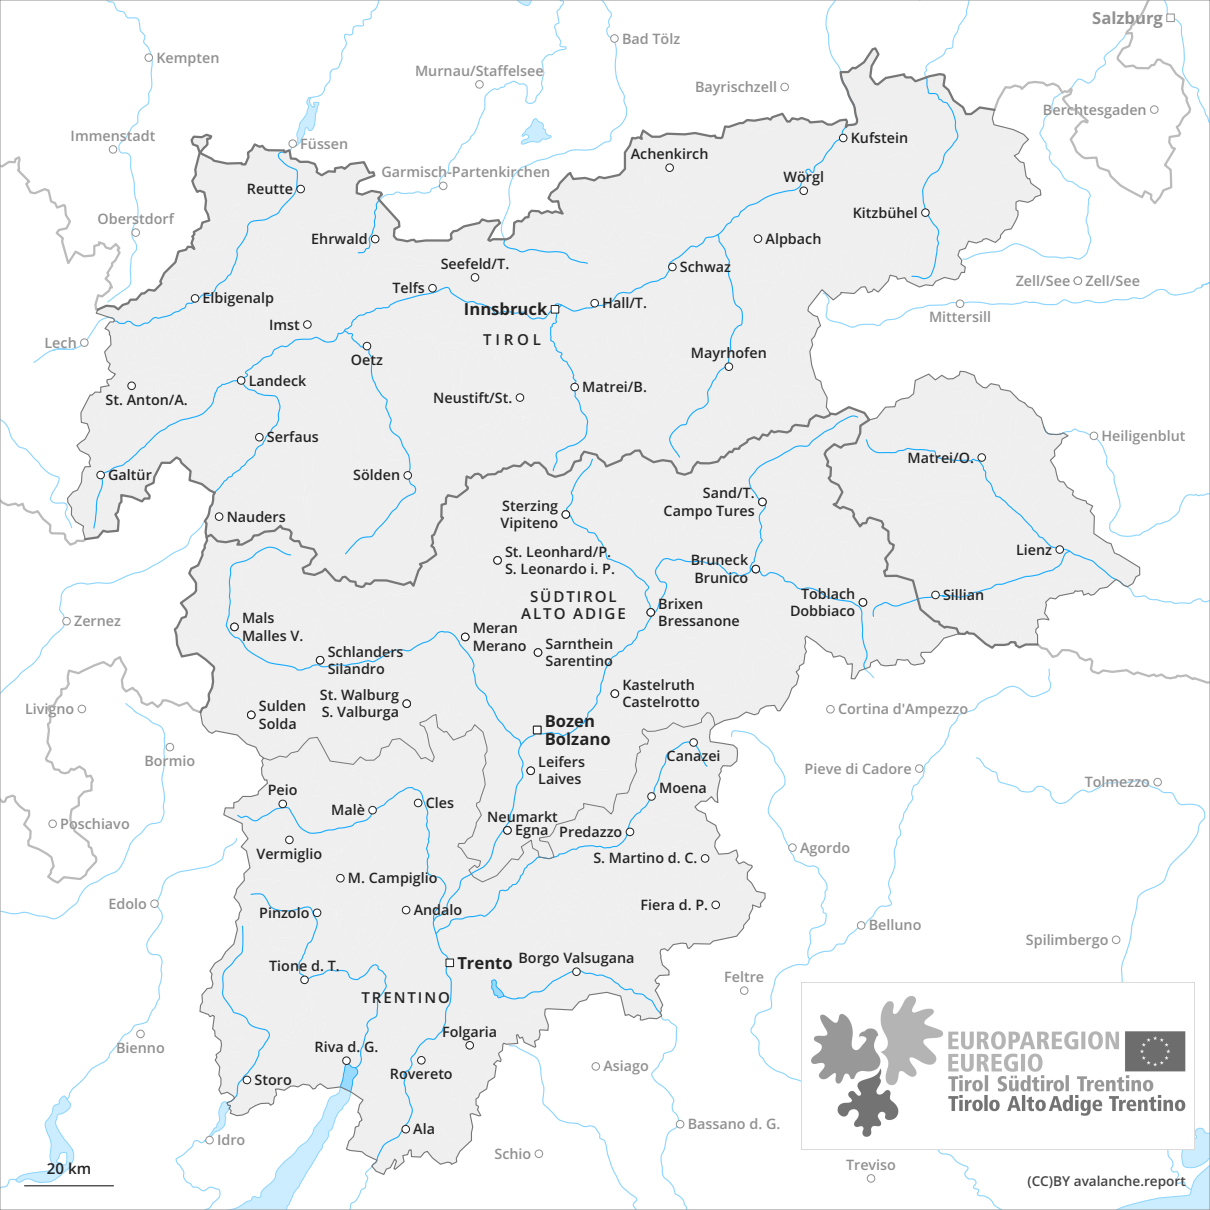 Salzburg
Bad Tölz
Kempten
Murnau/Staffelsee
Bayrischzell
Berchtesgaden
Immenstadt
Füssen
Kufstein
Achenkirch
Garmisch-Partenkirchen
Wörgl
Reutte
Oberstdorf
Kitzbühel
Ehrwald
Alpbach
Seefeld/T.
Schwaz
Zell/See
Zell/See
Telfs
Elbigenalp
Hall/T.
Innsbruck
Mittersill
Imst
TIROL
Lech
Oetz
Mayrhofen
Landeck
Matrei/B.
St. Anton/A.
Neustift/St.
Serfaus
Heiligenblut
Matrei/O.
Galtür
Sölden
Sand/T.
Campo Tures
Sterzing
Vipiteno
Nauders
St. Leonhard/P.
S. Leonardo i. P.
Lienz
Bruneck
Brunico
SÜDTIROL
ALTO ADIGE
Toblach
Dobbiaco
Sillian
Brixen
Bressanone
Mals
Malles V.
Zernez
Meran
Merano
Sarnthein
Sarentino
Schlanders
Silandro
Kastelruth
Castelrotto
St. Walburg
S. Valburga
Sulden
Solda
Livigno
Cortina d'Ampezzo
Bozen
Bolzano
Bormio
Canazei
Leifers
Laives
Pieve di Cadore
Tolmezzo
Peio
Moena
Malè
Cles
Neumarkt
Egna
Predazzo
Poschiavo
Vermiglio
Agordo
S. Martino d. C.
M. Campiglio
Edolo
Pinzolo
Andalo
Fiera d. P.
Belluno
Spilimbergo
Trento
Borgo Valsugana
Tione d. T.
Feltre
TRENTINO
Folgaria
Bienno
Riva d. G.
EUROPAREGION
EUREGIO
Tirol Südtirol Trentino
Tirolo Alto Adige Trentino
Asiago
Rovereto
Storo
Bassano d. G.
Ala
Idro
Schio
Treviso
20 km
(CC)BY avalanche.report